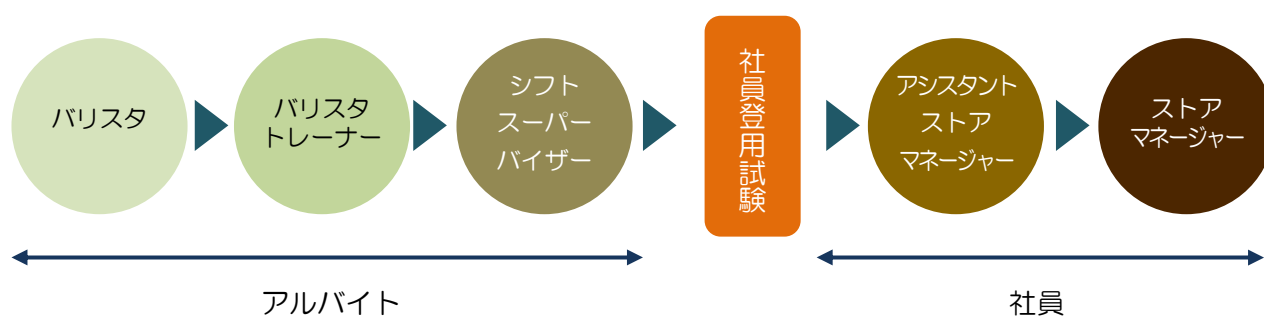 バリスタ
バリスタ
トレーナー
シフト
スーパー
バイザー
社員登用試験
アシスタント
ストア
マネージャー
ストア
マネージャー
アルバイト
社員